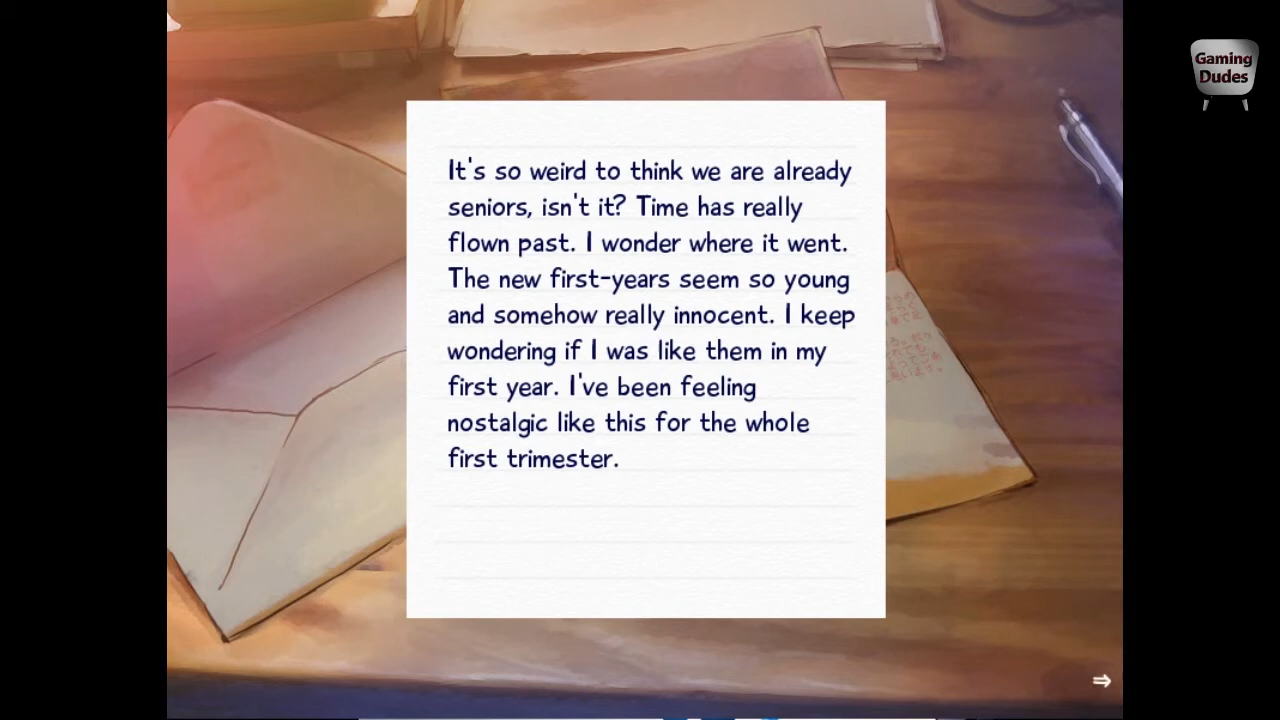 Gaming
Dudes
It's so weird to think we are already
seniors, isn't it? Time has really
flown past. I wonder where it went.
The new first-years seem so young
and somehow really innocent. I keep
wondering if I was like them in my
first year. I've been feeling
nostalgic like this for the whole
first trimester.